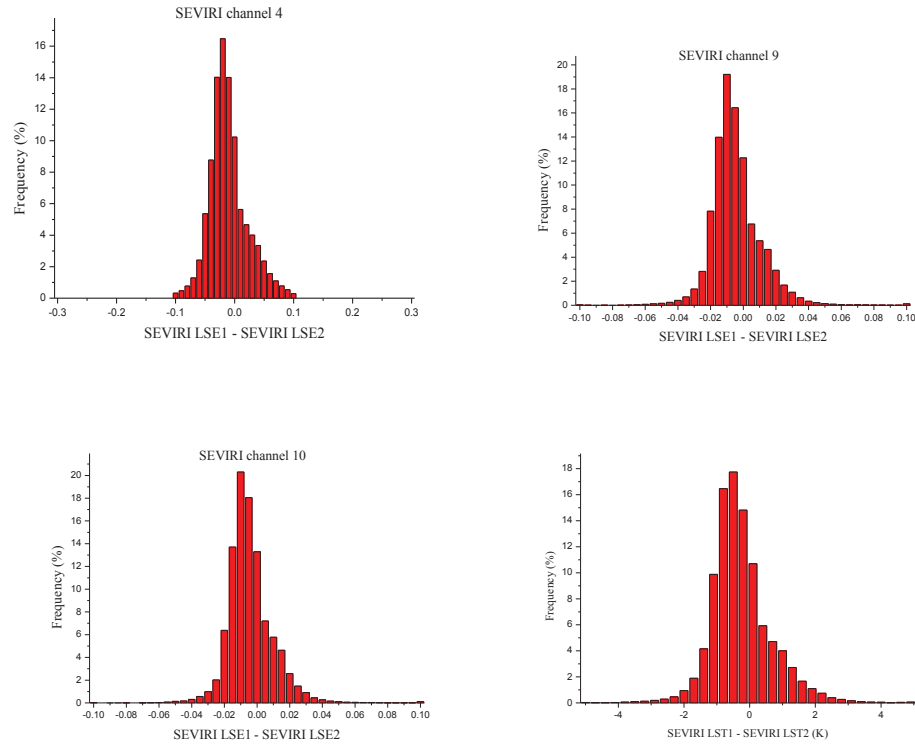 SEVIRI channel 4
Frequency (%)
16
14
12
10
8
6
4
2
0
-0.3 -0.2 -0.1 0.0 0.1 0.2 0.3
SEVIRI LSE1 - SEVIRI LSE2
SEVIRI channel 9
Frequency (%)
20
18
16
14
12
10
8
6
4
2
0
-0.10 -0.08 -0.06 -0.04 -0.02 0.00 0.02 0.04 0.06 0.08 0.10
SEVIRI LSE1 - SEVIRI LSE2
SEVIRI channel 10
Frequency (%)
20
18
16
14
12
10
8
6
4
2
0
-0.10 -0.08 -0.06 -0.04 -0.02 0.00 0.02 0.04 0.06 0.08 0.10
SEVIRI LSE1 - SEVIRI LSE2
Frequency (%)
18
16
14
12
10
8
6
4
2
0
-4 -2 0 2 4
SEVIRI LST1 - SEVIRI LST2 (K)